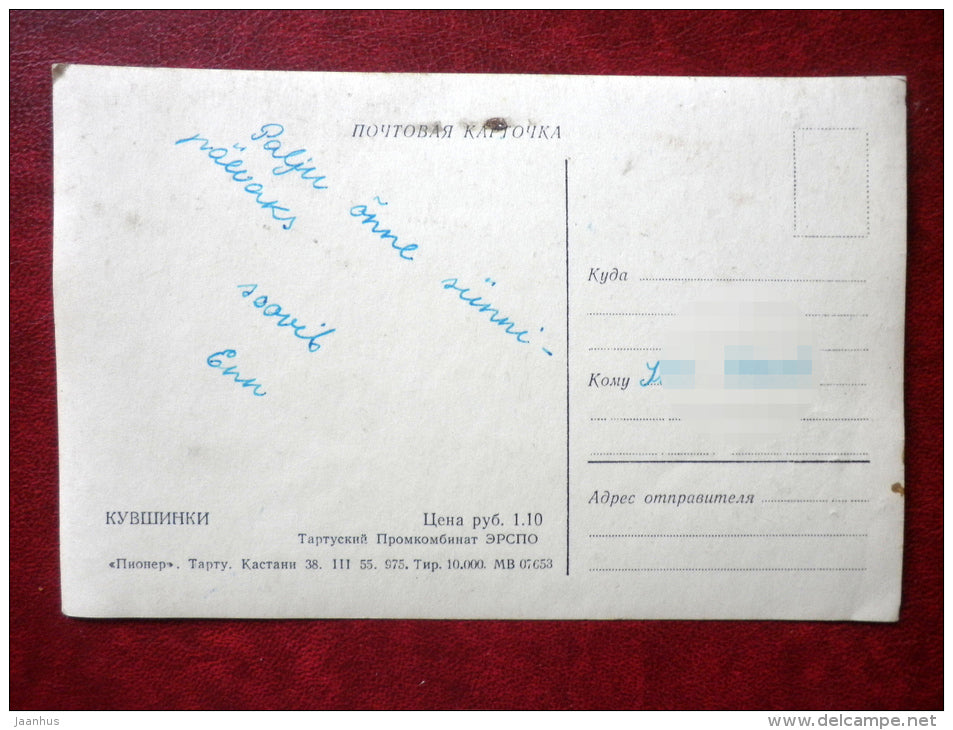 ПОЧТОВАЯ КАРТОЧКА
Palju õnne sünni-
päevaks
soovib
Enn
КУВШИНКИ
Цена руб. 1.10
Тартуский Промкомбинат ЭРСПО
«Пионер». Тарту. Кастани 38. III 55. 975. Тир. 10.000. МВ 07653
Куда
Кому
Адрес отправителя
jaanhus
www.delcampe.net